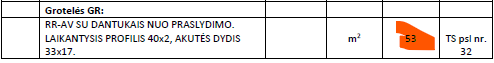 Grotelés GR:
RR-AV SU DANTUKAIS NUO PRASLYDIMO.
LAIKANTYSIS PROFILIS 40x2, AKUTĖS DYDIS
33x17.
m²
53
TS psl nr.
32